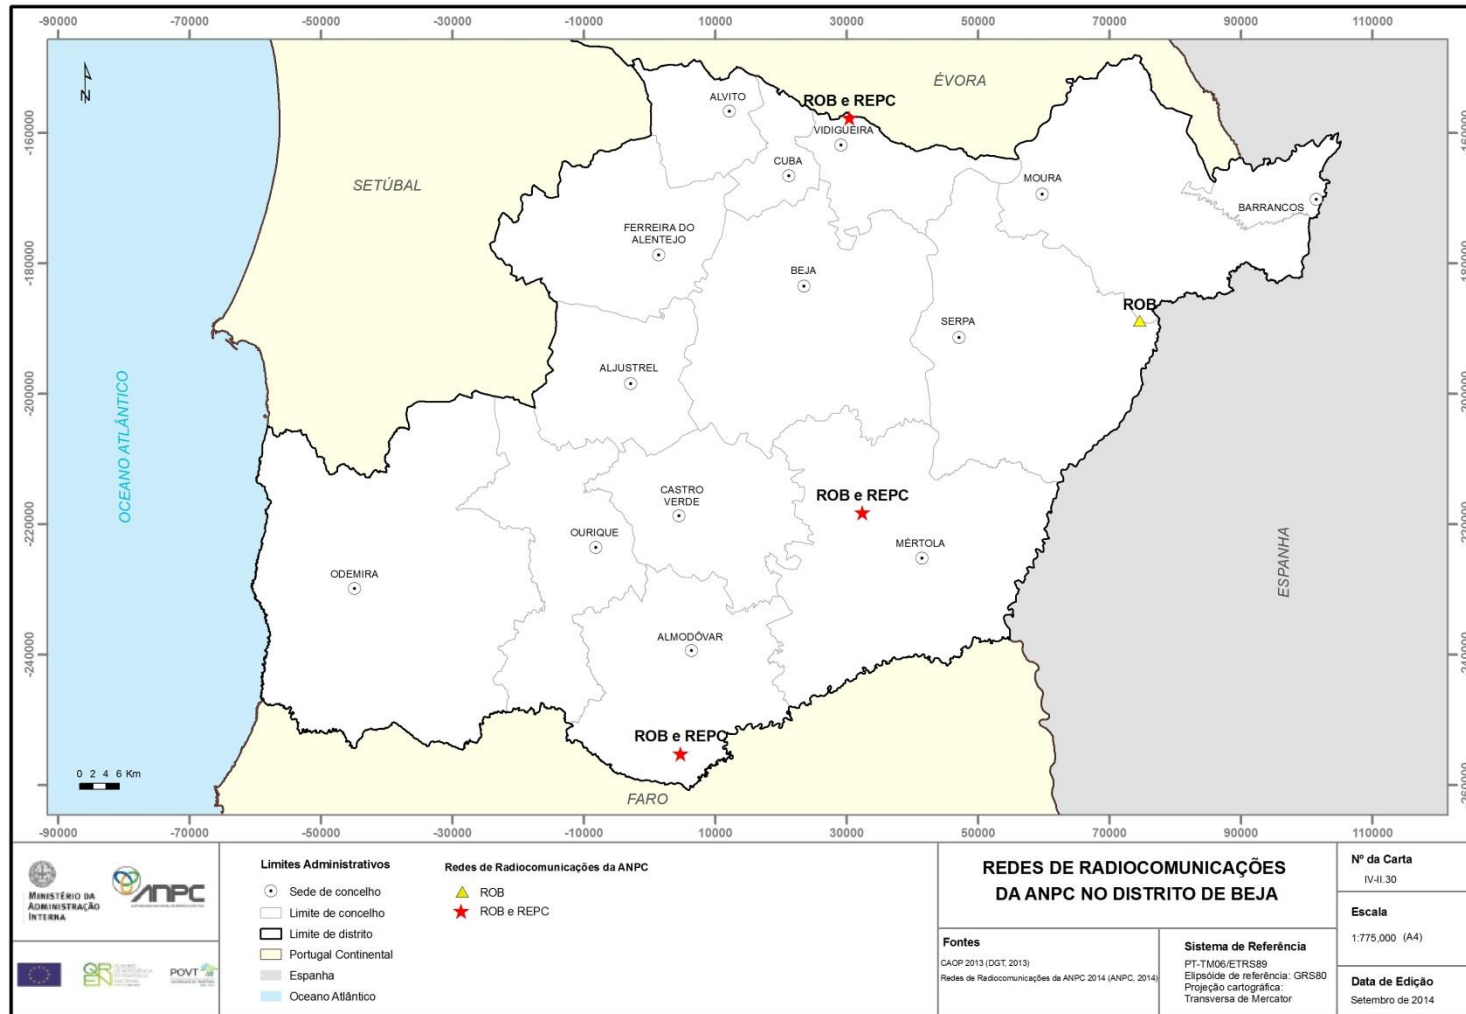 -90000 -70000 -50000 -30000 -10000 10000 30000 50000 70000 90000 110000
-160000 -160000
-180000 -180000
-200000 -200000
-220000 -220000
-240000 -240000
-260000
N
ÉVORA
ALVITO
ROB e REPC
VIDIGUEIRA
CUBA
SETÚBAL
MOURA
BARRANCOS
FERREIRA DO
ALENTEJO
BEJA
ROB
SERPA
ALJUSTREL
OCEANO ATLÂNTICO
CASTRO
VERDE
ROB e REPC
OURIQUE
MÉRTOLA
ESPANHA
ODEMIRA
ALMODÔVAR
ROB e REPC
FARO
0 2 4 6 Km
-90000 -70000 -50000 -30000 -10000 10000 30000 50000 70000 90000 110000
MINISTÉRIO DA
ADMINISTRAÇÃO
INTERNA
ANPC
QREN
POVT
Limites Administrativos
Sede de concelho
Limite de concelho
Limite de distrito
Portugal Continental
Espanha
Oceano Atlântico
Redes de Radiocomunicações da ANPC
ROB
ROB e REPC
REDES DE RADIOCOMUNICAÇÕES
DA ANPC NO DISTRITO DE BEJA
Fontes
CAOP 2013 (DGT, 2013)
Redes de Radiocomunicações da ANPC 2014 (ANPC, 2014)
Sistema de Referência
PT-TM06/ETRS89
Elipsóide de referência: GRS80
Projeção cartográfica:
Transversa de Mercator
Nº da Carta
IV-II.30
Escala
1:775,000 (A4)
Data de Edição
Setembro de 2014